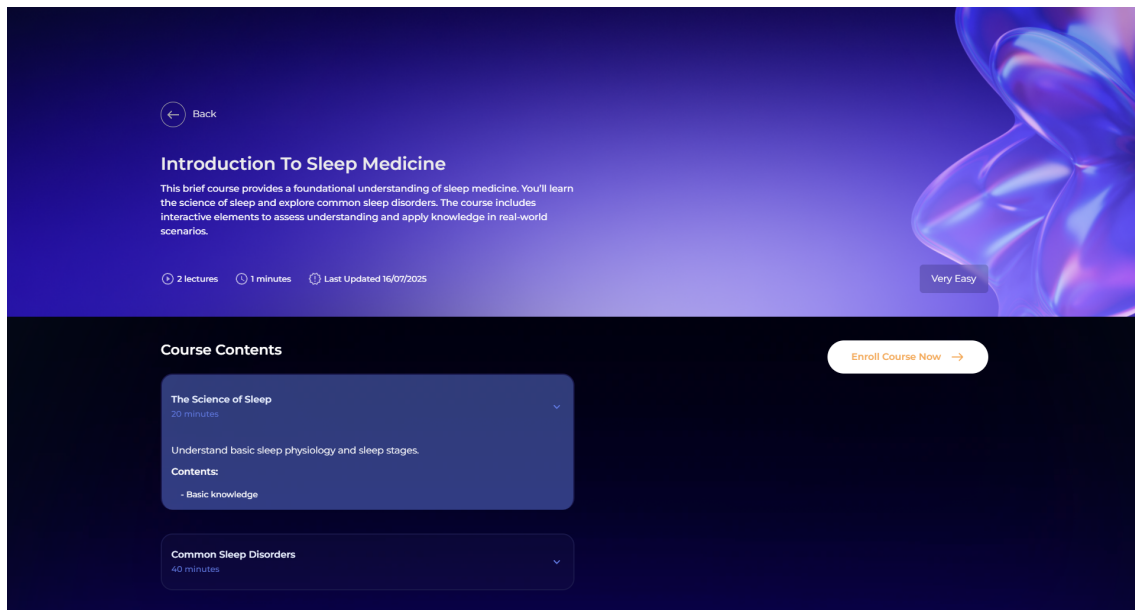 Back
Introduction To Sleep Medicine
This brief course provides a foundational understanding of sleep medicine. You'll learn
the science of sleep and explore common sleep disorders. The course includes
interactive elements to assess understanding and apply knowledge in real-world
scenarios.
2 lectures 1 minutes Last Updated 16/07/2025
Very Easy
Course Contents
Enroll Course Now
The Science of Sleep
20 minutes
Understand basic sleep physiology and sleep stages.
Contents:
- Basic knowledge
Common Sleep Disorders
40 minutes